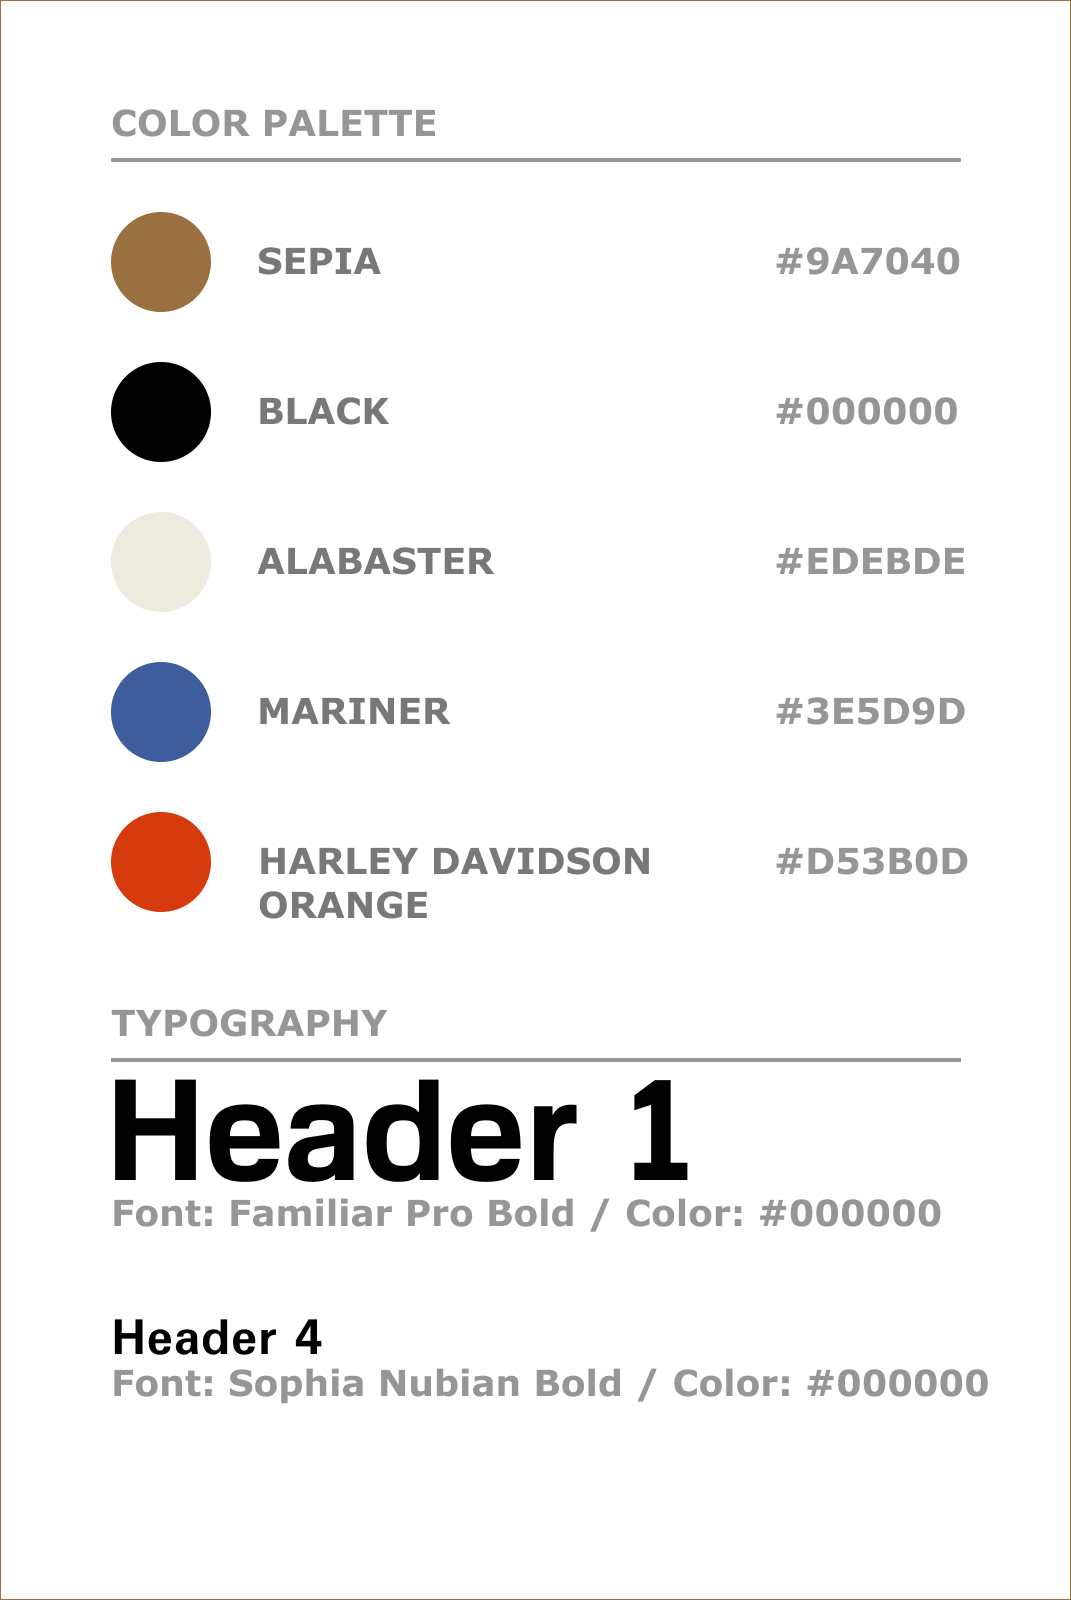 COLOR PALETTE
SEPIA #9A7040
BLACK #000000
ALABASTER #EDEBDE
MARINER #3E5D9D
HARLEY DAVIDSON #D53B0D
ORANGE
TYPOGRAPHY
Header 1
Font: Familiar Pro Bold / Color: #000000
Header 4
Font: Sophia Nubian Bold / Color: #000000